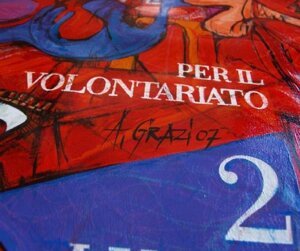 PER IL
VOLONTARIATO
A. GRAZI 07
2